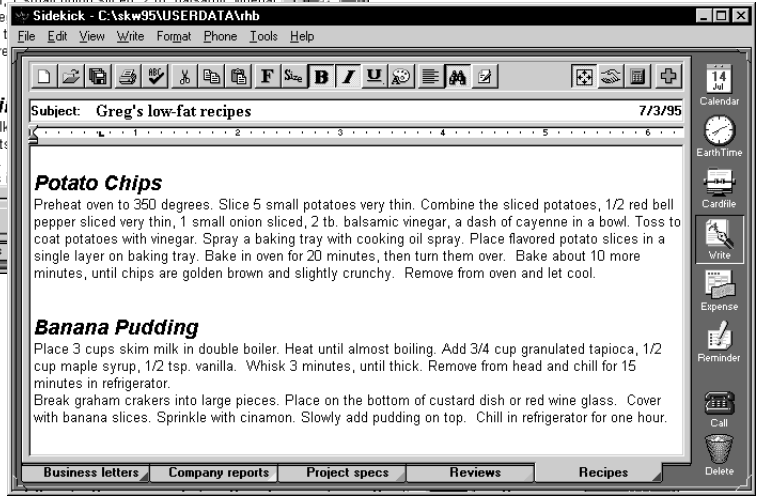 Sidekick - C:\skw95\USERDATA\rhb
File Edit View Write Format Phone Tools Help
F Size B I U
14
Jul
Subject: Greg's low-fat recipes 7/3/95
1 2 3 4 5 6
Calendar
EarthTime
Cardfile
Write
Expense
Reminder
Call
Delete
Potato Chips
Preheat oven to 350 degrees. Slice 5 small potatoes very thin. Combine the sliced potatoes, 1/2 red bell
pepper sliced very thin, 1 small onion sliced, 2 tb. balsamic vinegar, a dash of cayenne in a bowl. Toss to
coat potatoes with vinegar. Spray a baking tray with cooking oil spray. Place flavored potato slices in a
single layer on baking tray. Bake in oven for 20 minutes, then turn them over. Bake about 10 more
minutes, until chips are golden brown and slightly crunchy. Remove from oven and let cool.
Banana Pudding
Place 3 cups skim milk in double boiler. Heat until almost boiling. Add 3/4 cup granulated tapioca, 1/2
cup maple syrup, 1/2 tsp. vanilla. Whisk 3 minutes, until thick. Remove from head and chill for 15
minutes in refrigerator.
Break graham crakers into large pieces. Place on the bottom of custard dish or red wine glass. Cover
with banana slices. Sprinkle with cinamon. Slowly add pudding on top. Chill in refrigerator for one hour.
Business letters Company reports Project specs Reviews Recipes